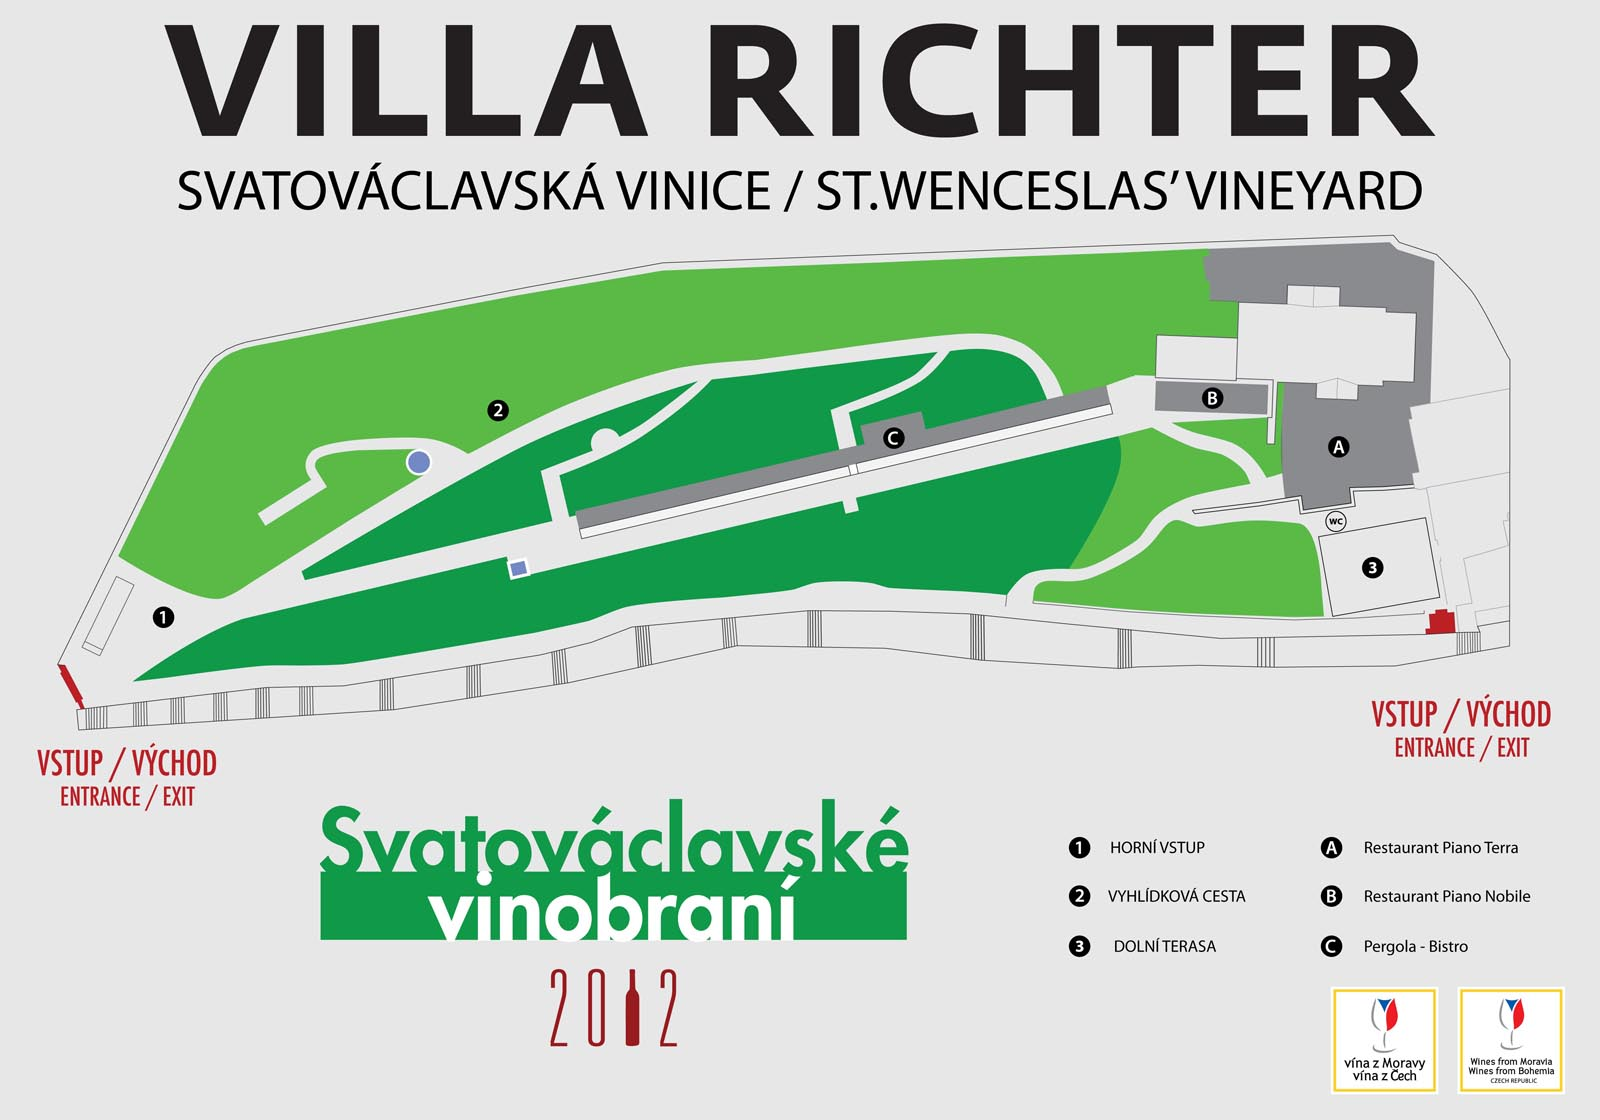 VILLA RICHTER
SVATOVÁCLAVSKÁ VINICE / ST.WENCESLAS’ VINEYARD
2
1
C
B
A
WC
3
VSTUP / VÝCHOD
ENTRANCE / EXIT
VSTUP / VÝCHOD
ENTRANCE / EXIT
Svatováclavské
vinobraní
2012
1 HORNÍ VSTUP
2 VYHLÍDKOVÁ CESTA
3 DOLNÍ TERASA
A Restaurant Piano Terra
B Restaurant Piano Nobile
C Pergola - Bistro
vína z Moravy
vína z Čech
Wines from Moravia
Wines from Bohemia
CZECH REPUBLIC